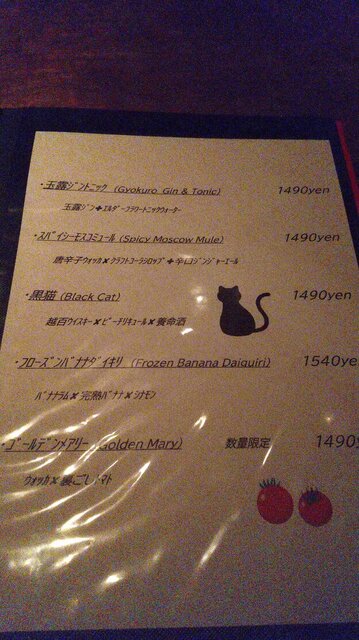 ・玉露ジントニック (Gyokuro Gin & Tonic) 1490yen
玉露ジン✚エルダーフラワートニックウォーター
・スパイシーモスコミュール (Spicy Moscow Mule) 1490yen
唐辛子ウォッカ✖クラフトコーラシロップ✚辛口ジンジャーエール
・黒猫 (Black Cat) 1490yen
越百ウイスキー✖ピーチリキュール✖養命酒
・フローズンバナナダイキリ (Frozen Banana Daiquiri) 1540ye
バナナラム✖完熟バナナ✖シナモン
・ゴールデンメアリー (Golden Mary) 数量限定 1490y
ウォッカ✖裏ごしトマト